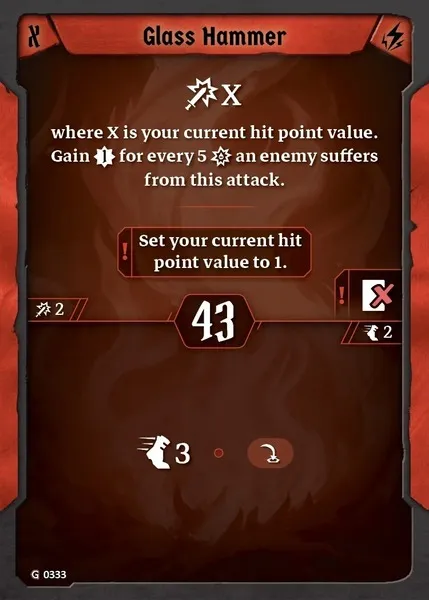 X
Glass Hammer
X
where X is your current hit point value.
Gain 1 for every 5 an enemy suffers
from this attack.
! Set your current hit
point value to 1.
!
2
43
2
3
G 0333